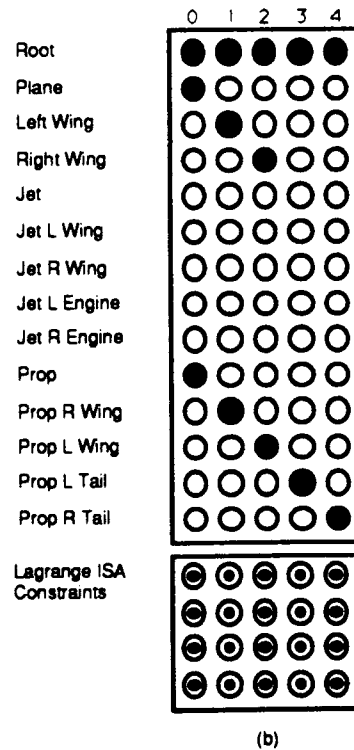 0 1 2 3 4
Root
Plane
Left Wing
Right Wing
Jet
Jet L Wing
Jet R Wing
Jet L Engine
Jet R Engine
Prop
Prop R Wing
Prop L Wing
Prop L Tail
Prop R Tail
Lagrange ISA
Constraints
(b)